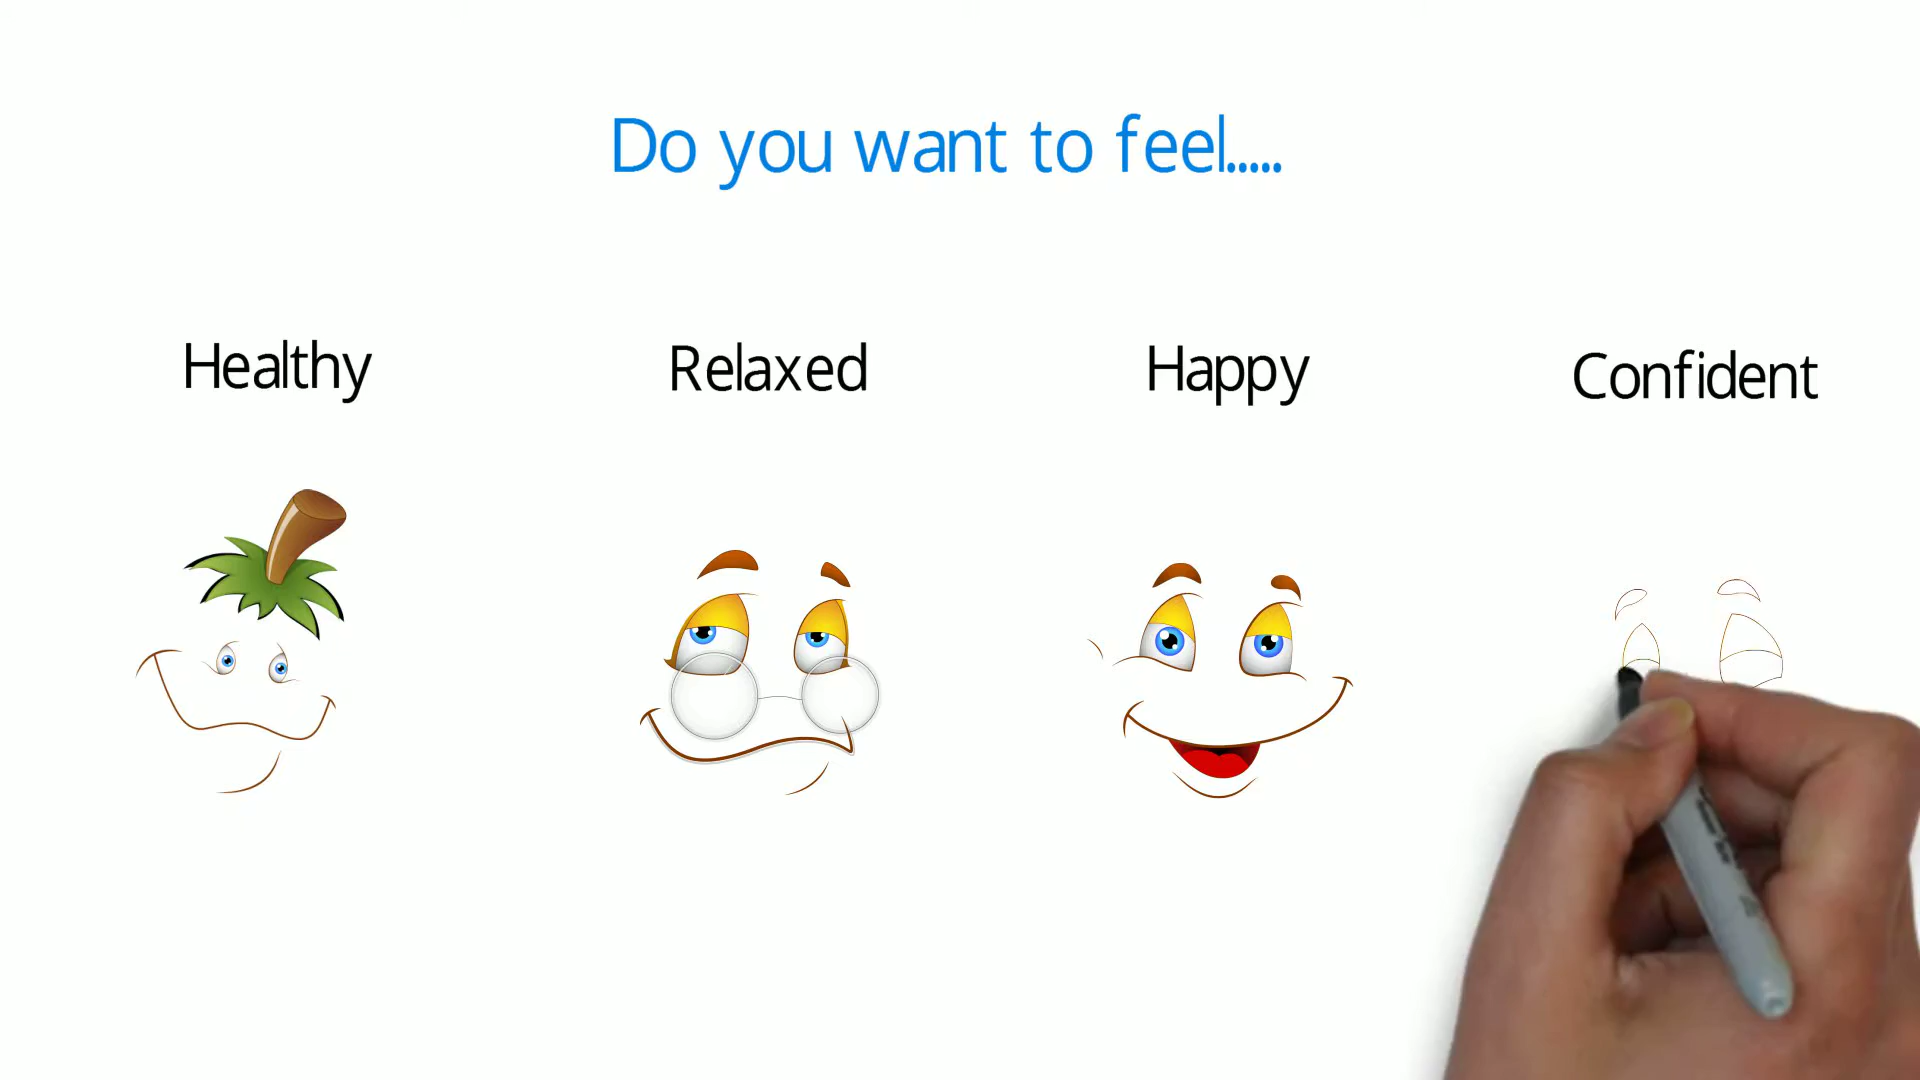 Do you want to feel.....
Healthy
Relaxed
Happy
Confident